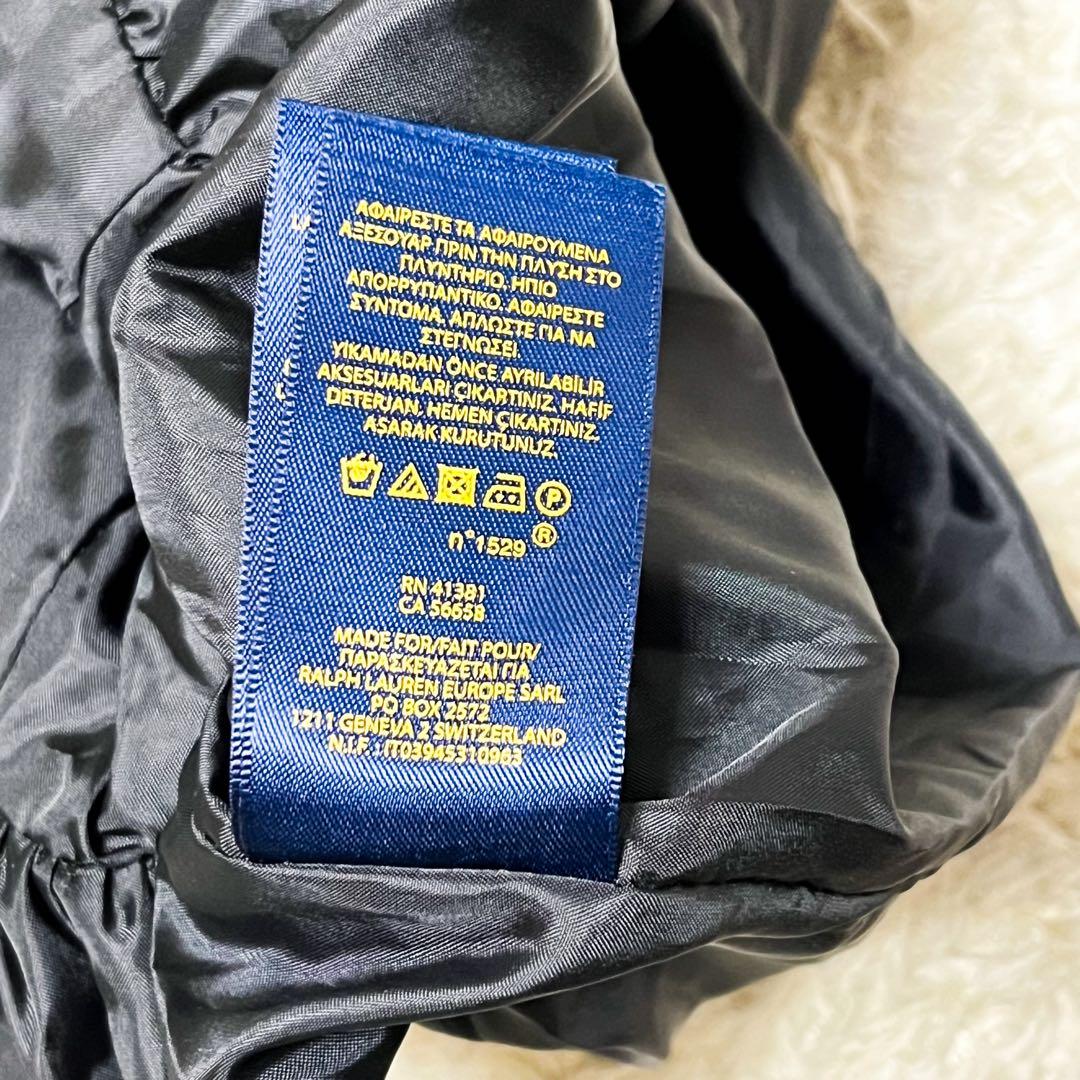 ΑΦΑΙΡΕΣΤΕ ΤΑ ΑΦΑΙΡΟΥΜΕΝΑ
ΑΞΕΣΟΥΑΡ ΠΡΙΝ ΤΗΝ ΠΛΥΣΗ ΣΤΟ
ΠΛΥΝΤΗΡΙΟ. ΗΠΙΟ
ΑΠΟΡΡΥΠΑΝΤΙΚΟ. ΑΦΑΙΡΕΣΤΕ
ΣΥΝΤΟΜΑ. ΑΠΛΩΣΤΕ ΓΙΑ ΝΑ
ΣΤΕΓΝΩΣΕΙ.
YIKAMADAN ÖNCE AYRILABİLİR
AKSESUARLARI ÇIKARTINIZ. HAFİF
DETERJAN. HEMEN ÇIKARTINIZ.
ASARAK KURUTUNUZ.
P
n°1529 ®
RN 41381
CA 56658
MADE FOR/FAIT POUR/
ΠΑΡΑΣΚΕΥΑΖΕΤΑΙ ΓΙΑ
RALPH LAUREN EUROPE SARL
PO BOX 2572
1211 GENEVA 2 SWITZERLAND
N.I.F. : IT03945310963